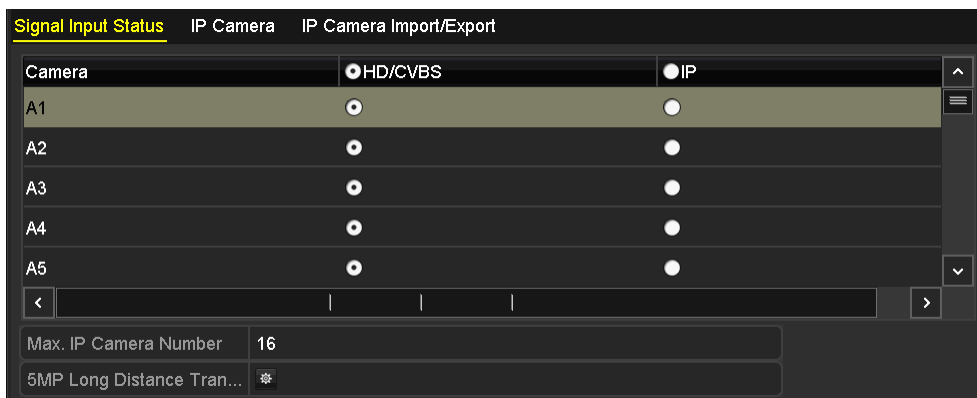 Signal Input Status IP Camera IP Camera Import/Export
Camera HD/CVBS IP
A1
A2
A3
A4
A5
Max. IP Camera Number 16
5MP Long Distance Tran...